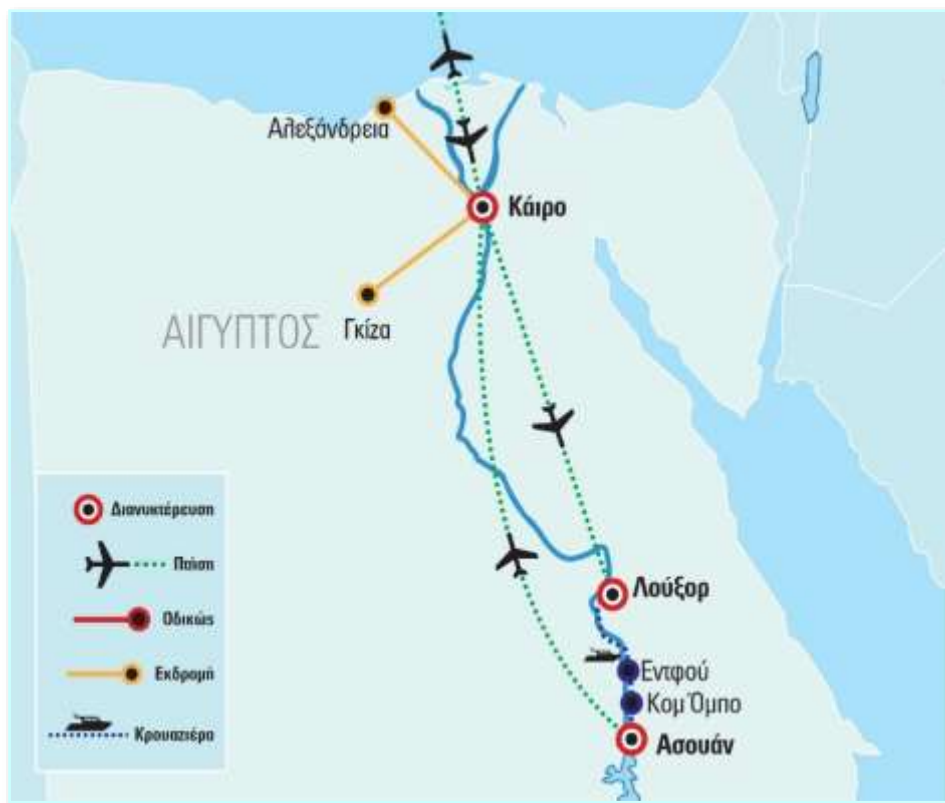 Αλεξάνδρεια
Κάιρο
ΑΙΓΥΠΤΟΣ
Γκίζα
Διανυκτέρευση
Πτήση
Οδικώς
Εκδρομή
Κρουαζιέρα
Λούξορ
Εντφού
Κομ Όμπο
Ασουάν